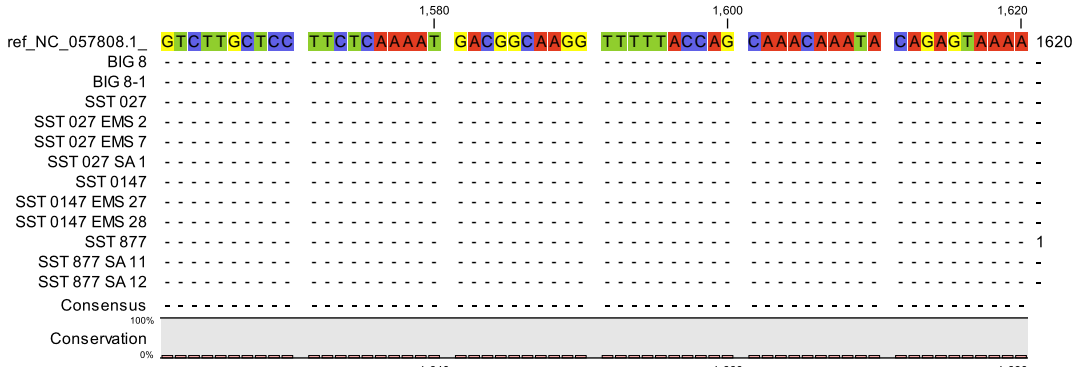 1,580 1,600 1,620
ref_NC_057808.1_ GTCTTGCTCC TTCTCAAAAT GACGGCAAGG TTTTTACCAG CAAACAAATA CAGAGTAAAA 1620
BIG 8 ---------- ---------- ---------- ---------- ---------- ---------- -
BIG 8-1 ---------- ---------- ---------- ---------- ---------- ---------- -
SST 027 ---------- ---------- ---------- ---------- ---------- ---------- -
SST 027 EMS 2 ---------- ---------- ---------- ---------- ---------- ---------- -
SST 027 EMS 7 ---------- ---------- ---------- ---------- ---------- ---------- -
SST 027 SA 1 ---------- ---------- ---------- ---------- ---------- ---------- -
SST 0147 ---------- ---------- ---------- ---------- ---------- ---------- -
SST 0147 EMS 27 ---------- ---------- ---------- ---------- ---------- ---------- -
SST 0147 EMS 28 ---------- ---------- ---------- ---------- ---------- ---------- -
SST 877 ---------- ---------- ---------- ---------- ---------- ---------- 1
SST 877 SA 11 ---------- ---------- ---------- ---------- ---------- ---------- -
SST 877 SA 12 ---------- ---------- ---------- ---------- ---------- ---------- -
Consensus ---------- ---------- ---------- ---------- ---------- ----------
100%
Conservation
0%